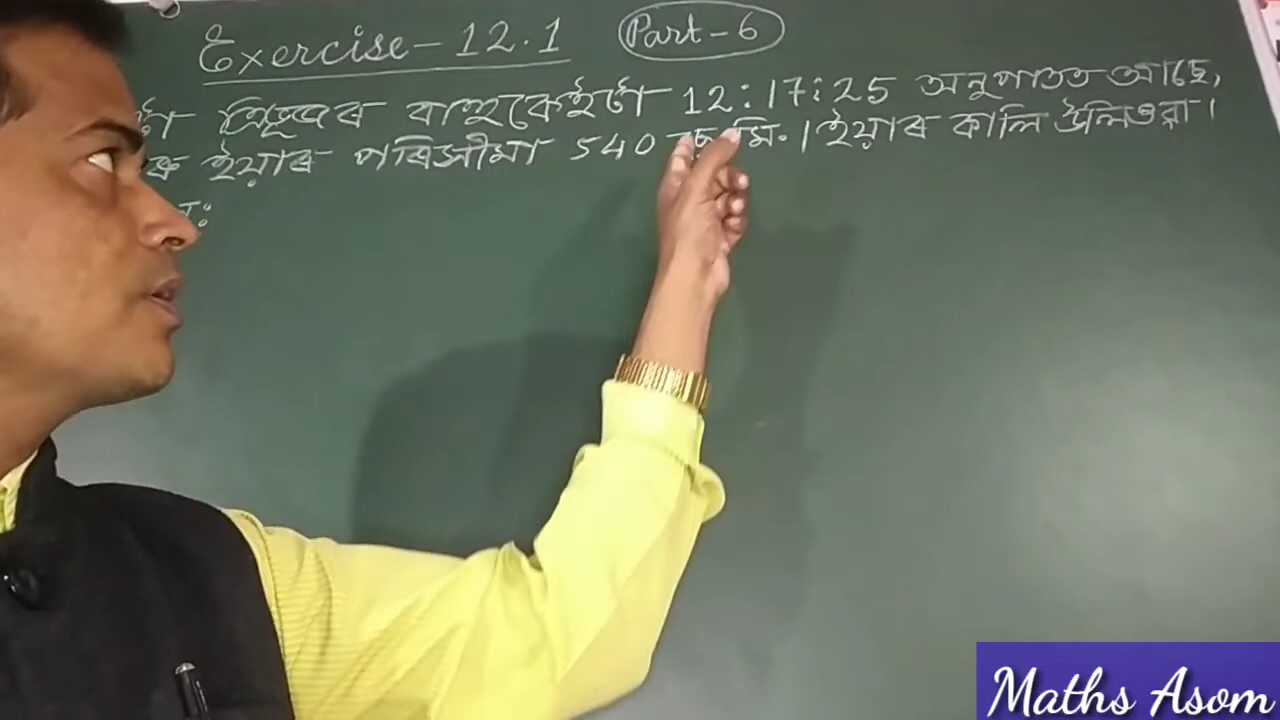 Exercise - 12.1 Part - 6
টা ত্ৰিভূজৰ বাহুকেইটা 12:17:25 অনুপাতত আছে,
ৰু ইয়াৰ পৰিসীমা 540 ছেমি. । ইয়াৰ কালি উলিওৱা ।
ন:
Maths Asom